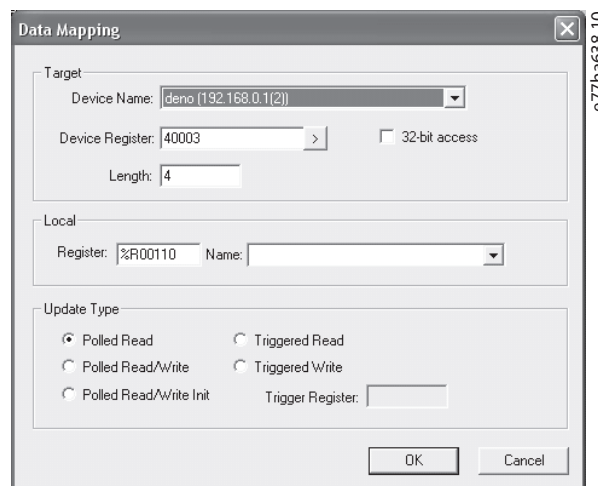 Data Mapping
Target
Device Name: deno (192.168.0.1(2))
Device Register: 40003 > 32-bit access
Length: 4
Local
Register: %R00110 Name:
Update Type
Polled Read Triggered Read
Polled Read/Write Triggered Write
Polled Read/Write Init Trigger Register:
OK Cancel